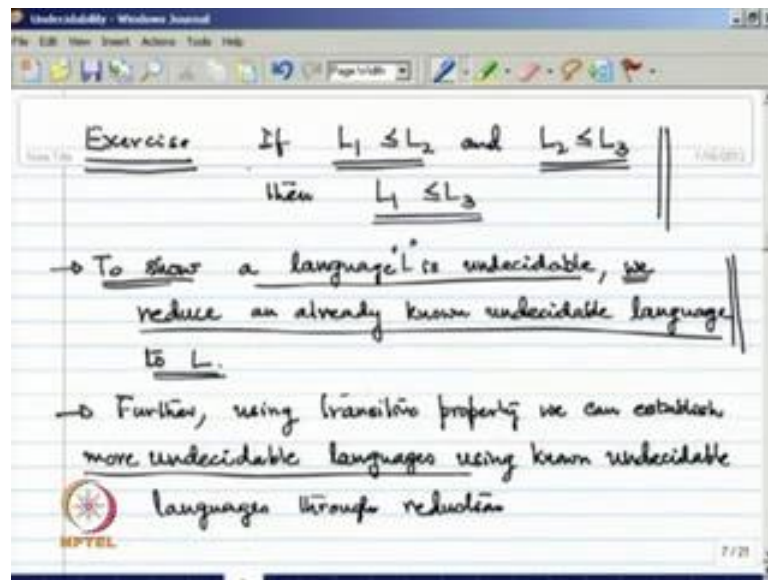 Undecidability - Windows Journal
File Edit View Insert Actions Tools Help
Page Width
Exercise If L₁ ≤ L₂ and L₂ ≤ L₃
then L₁ ≤ L₃
→ To show a language "L" is undecidable, we
reduce an already known undecidable language
to L.
→ Further, using transitive property we can establish
more undecidable languages using known undecidable
languages through reduction
NPTEL
7/21